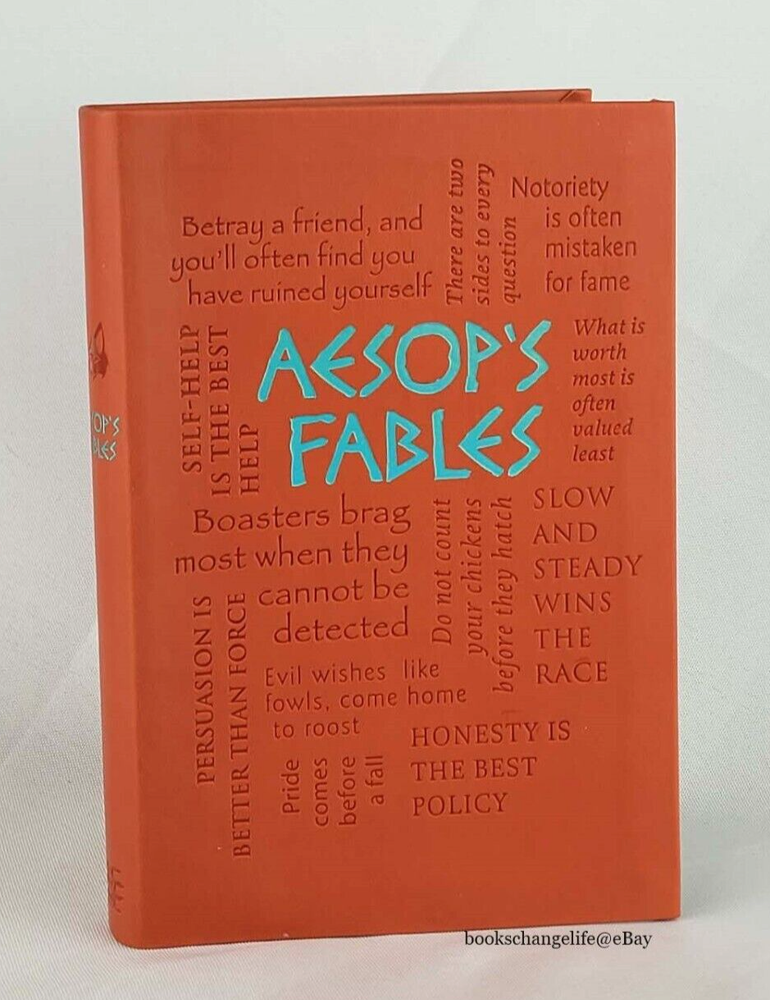 Betray a friend, and
you'll often find you
have ruined yourself
There are two
sides to every
question
Notoriety
is often
mistaken
for fame
SELF-HELP
IS THE BEST
HELP
AESOP'S
FABLES
What is
worth
most is
often
valued
least
Boasters brag
most when they
cannot be
detected
Do not count
your chickens
before they hatch
SLOW
AND
STEADY
WINS
THE
RACE
PERSUASION IS
BETTER THAN FORCE
Evil wishes like
fowls, come home
to roost
Pride
comes
before
a fall
HONESTY IS
THE BEST
POLICY
OP'S
BLES
bookschangelife@eBay